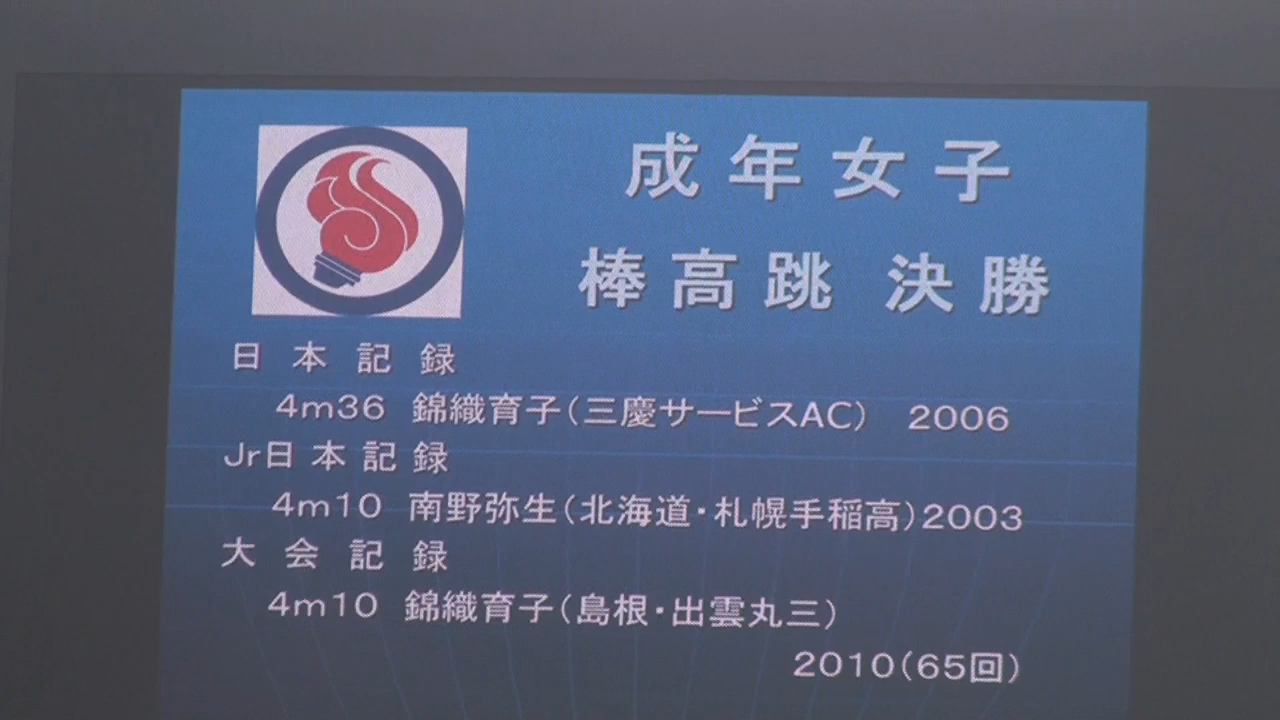 成年女子
棒高跳 決勝
日本記録
4m36 錦織育子(三慶サービスAC) 2006
Jr日本記録
4m10 南野弥生(北海道・札幌手稲高)2003
大会記録
4m10 錦織育子(島根・出雲丸三)
2010(65回)